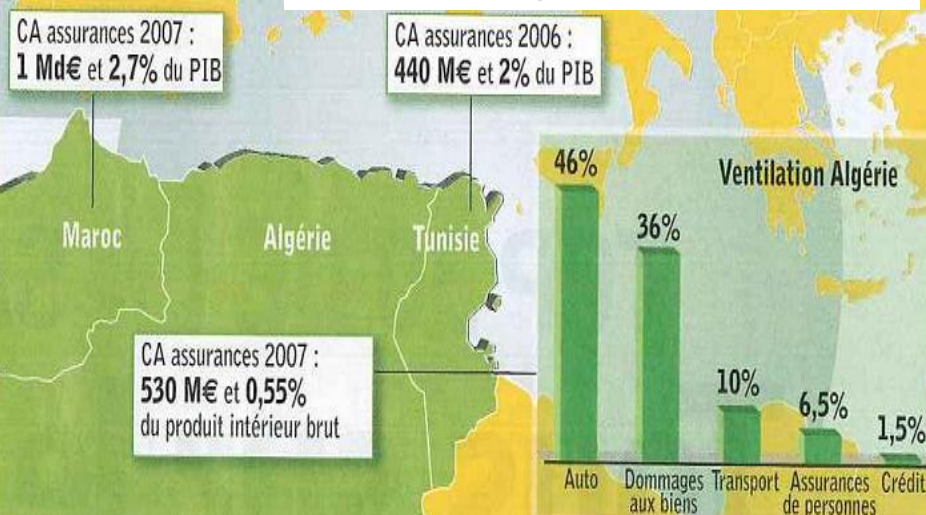 CA assurances 2007 :
1 Md€ et 2,7% du PIB
CA assurances 2006 :
440 M€ et 2% du PIB
Maroc
Algérie
Tunisie
CA assurances 2007 :
530 M€ et 0,55%
du produit intérieur brut
Ventilation Algérie
46%
36%
10%
6,5%
1,5%
Auto
Dommages
aux biens
Transport
Assurances
de personnes
Crédit